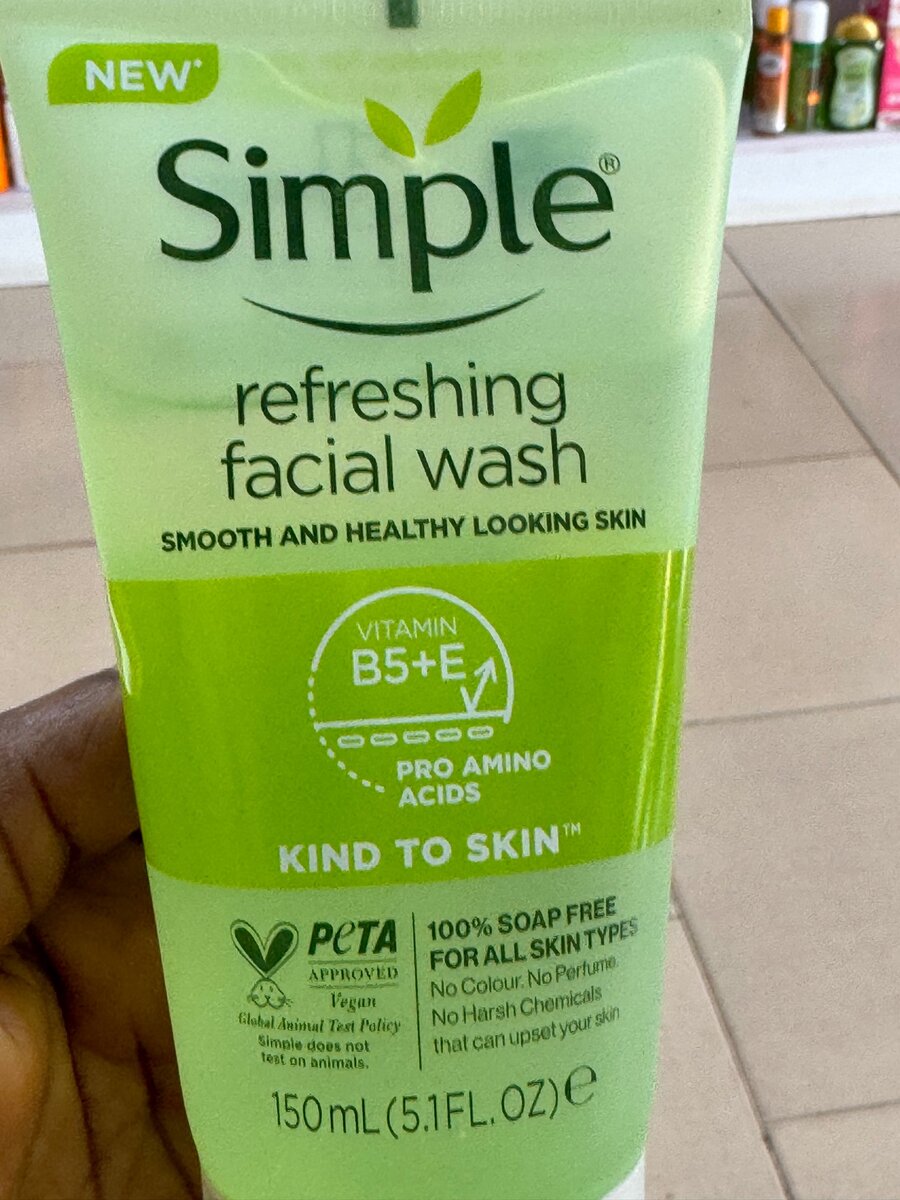 NEW*
Simple®
refreshing
facial wash
SMOOTH AND HEALTHY LOOKING SKIN
VITAMIN
B5+E
PRO AMINO
ACIDS
KIND TO SKIN™
PETA
APPROVED
Vegan
Global Animal Test Policy
Simple does not
test on animals.
100% SOAP FREE
FOR ALL SKIN TYPES
No Colour. No Perfume.
No Harsh Chemicals
that can upset your skin
150mL (5.1FL. OZ) ℮